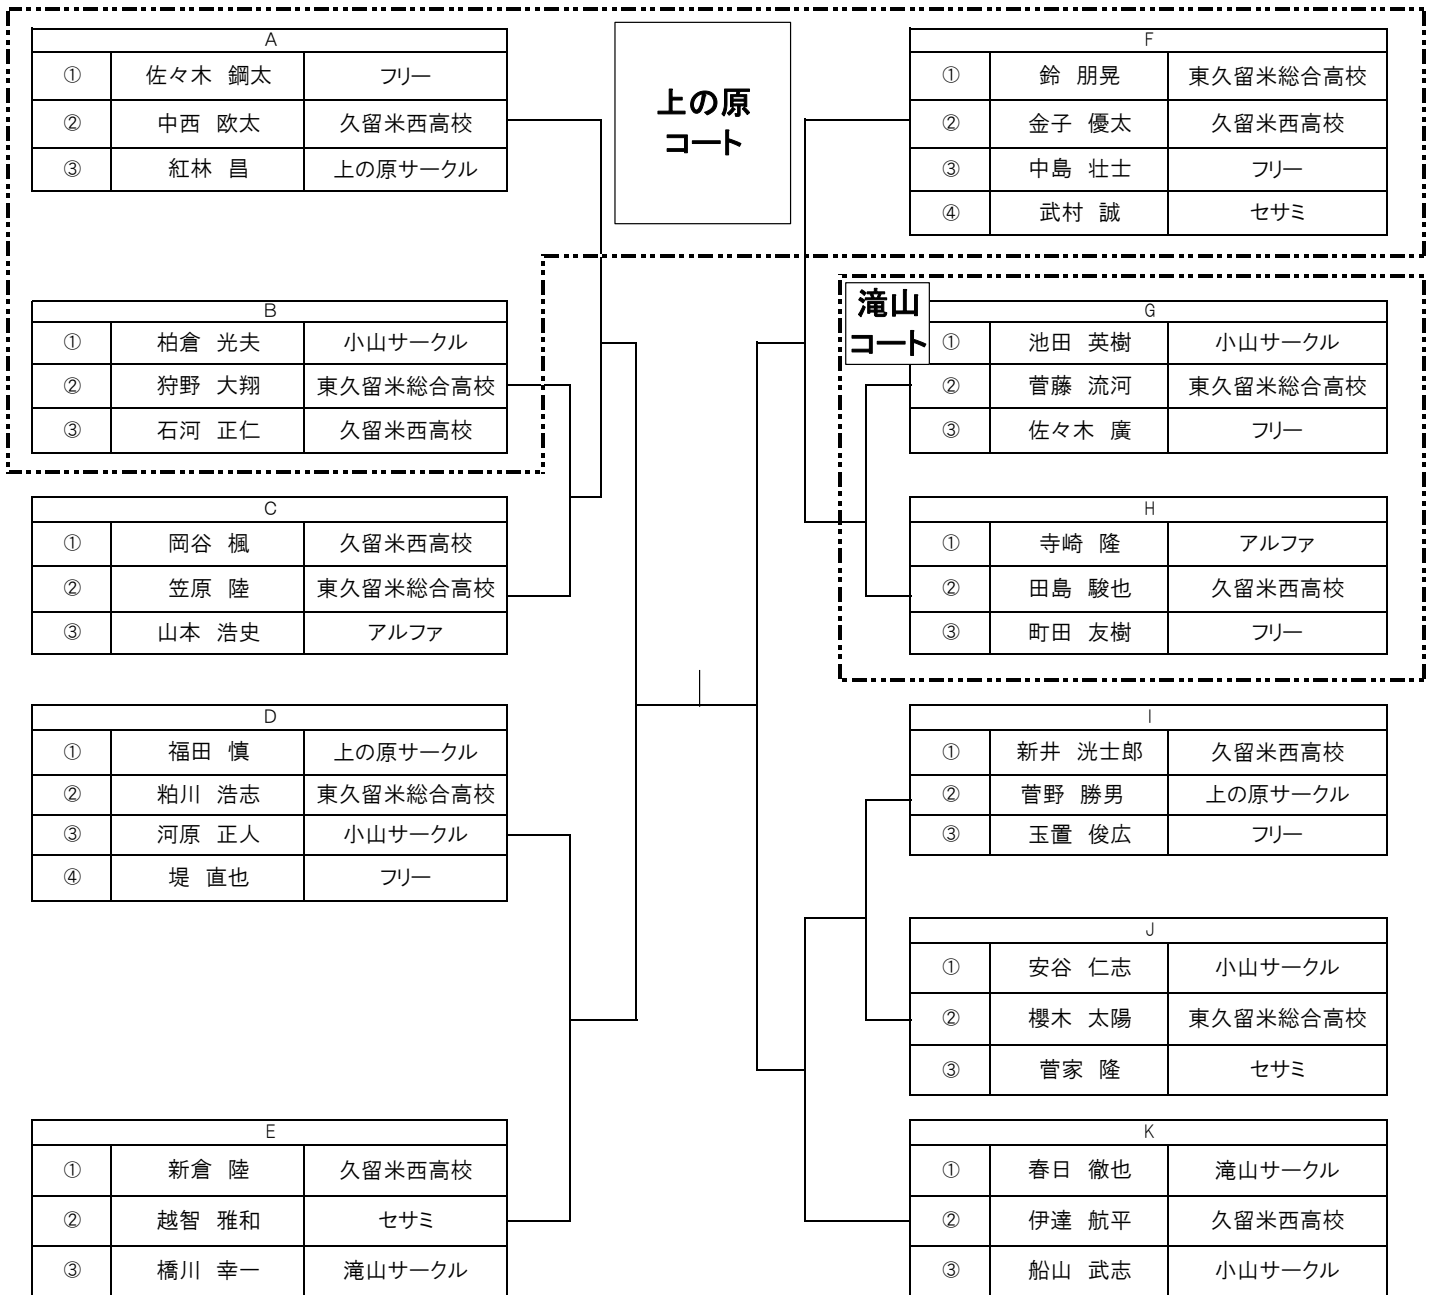 A
① 佐々木 鋼太 フリー
② 中西 欧太 久留米西高校
③ 紅林 昌 上の原サークル
B
① 柏倉 光夫 小山サークル
② 狩野 大翔 東久留米総合高校
③ 石河 正仁 久留米西高校
C
① 岡谷 楓 久留米西高校
② 笠原 陸 東久留米総合高校
③ 山本 浩史 アルファ
D
① 福田 慎 上の原サークル
② 粕川 浩志 東久留米総合高校
③ 河原 正人 小山サークル
④ 堤 直也 フリー
E
① 新倉 陸 久留米西高校
② 越智 雅和 セサミ
③ 橋川 幸一 滝山サークル
上の原
コート
F
① 鈴 朋晃 東久留米総合高校
② 金子 優太 久留米西高校
③ 中島 壮士 フリー
④ 武村 誠 セサミ
滝山
コート
G
① 池田 英樹 小山サークル
② 菅藤 流河 東久留米総合高校
③ 佐々木 廣 フリー
H
① 寺崎 隆 アルファ
② 田島 駿也 久留米西高校
③ 町田 友樹 フリー
I
① 新井 洸士郎 久留米西高校
② 菅野 勝男 上の原サークル
③ 玉置 俊広 フリー
J
① 安谷 仁志 小山サークル
② 櫻木 太陽 東久留米総合高校
③ 菅家 隆 セサミ
K
① 春日 徹也 滝山サークル
② 伊達 航平 久留米西高校
③ 船山 武志 小山サークル